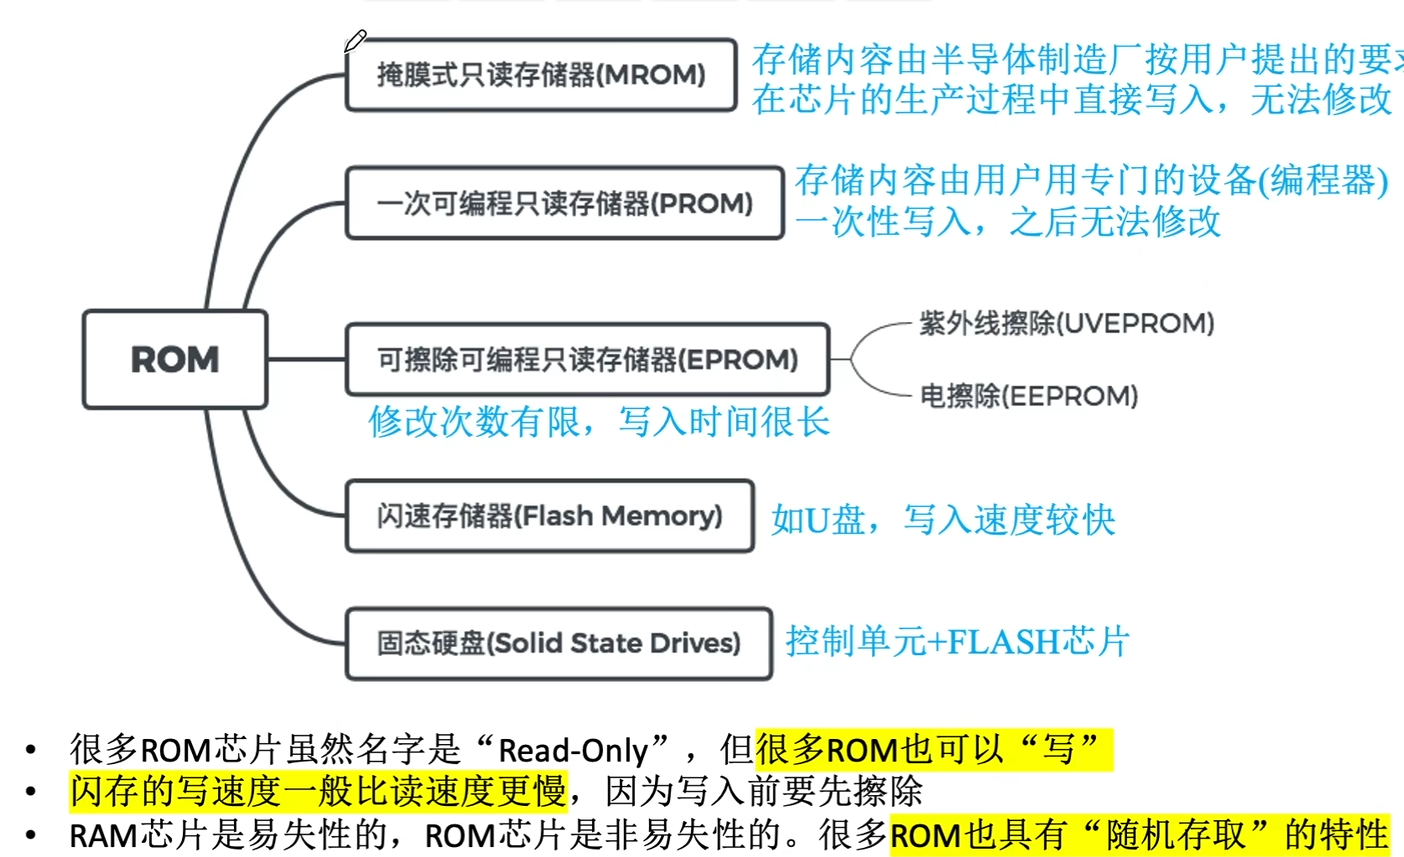 掩膜式只读存储器(MROM)
存储内容由半导体制造厂按用户提出的要求
在芯片的生产过程中直接写入，无法修改
一次可编程只读存储器(PROM)
存储内容由用户用专门的设备(编程器)
一次性写入，之后无法修改
ROM
可擦除可编程只读存储器(EPROM)
紫外线擦除(UVEPROM)
电擦除(EEPROM)
修改次数有限，写入时间很长
闪速存储器(Flash Memory)
如U盘，写入速度较快
固态硬盘(Solid State Drives)
控制单元+FLASH芯片
• 很多ROM芯片虽然名字是“Read-Only”，但很多ROM也可以“写”
• 闪存的写速度一般比读速度更慢，因为写入前要先擦除
• RAM芯片是易失性的，ROM芯片是非易失性的。很多ROM也具有“随机存取”的特性